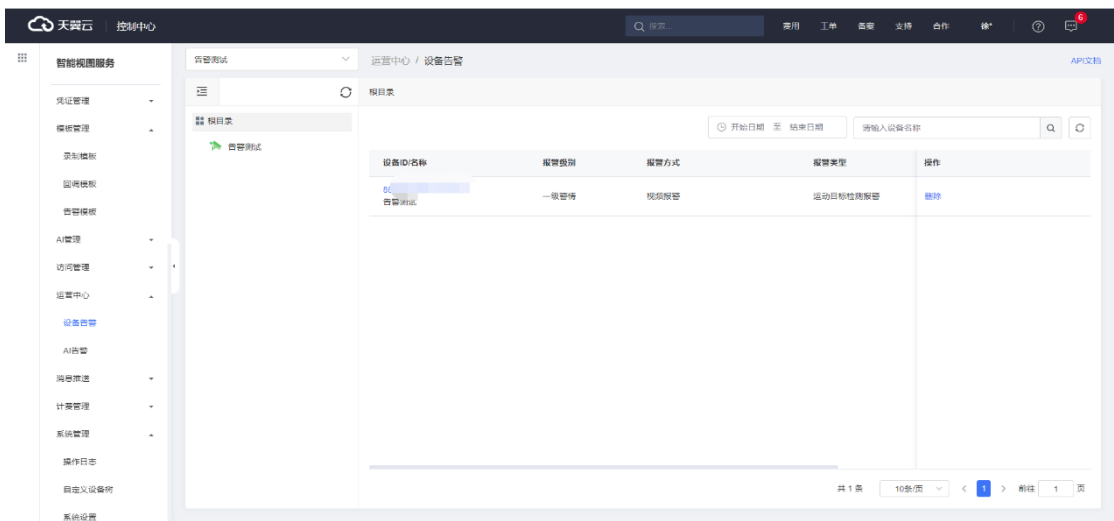 天翼云 控制中心 搜索... 费用 工单 备案 支持 合作 徐* 6
智能视图服务
凭证管理
模板管理
录制模板
回调模板
告警模板
AI管理
访问管理
运营中心
设备告警
AI告警
消息推送
计费管理
系统管理
操作日志
自定义设备树
系统设置
告警测试
根目录
告警测试
运营中心 / 设备告警 API文档
根目录
开始日期 至 结束日期 请输入设备名称
设备ID/名称 报警级别 报警方式 报警类型 操作
告警测试 一级警情 视频报警 运动目标检测报警 删除
共 1 条 10条/页 1 前往 1 页